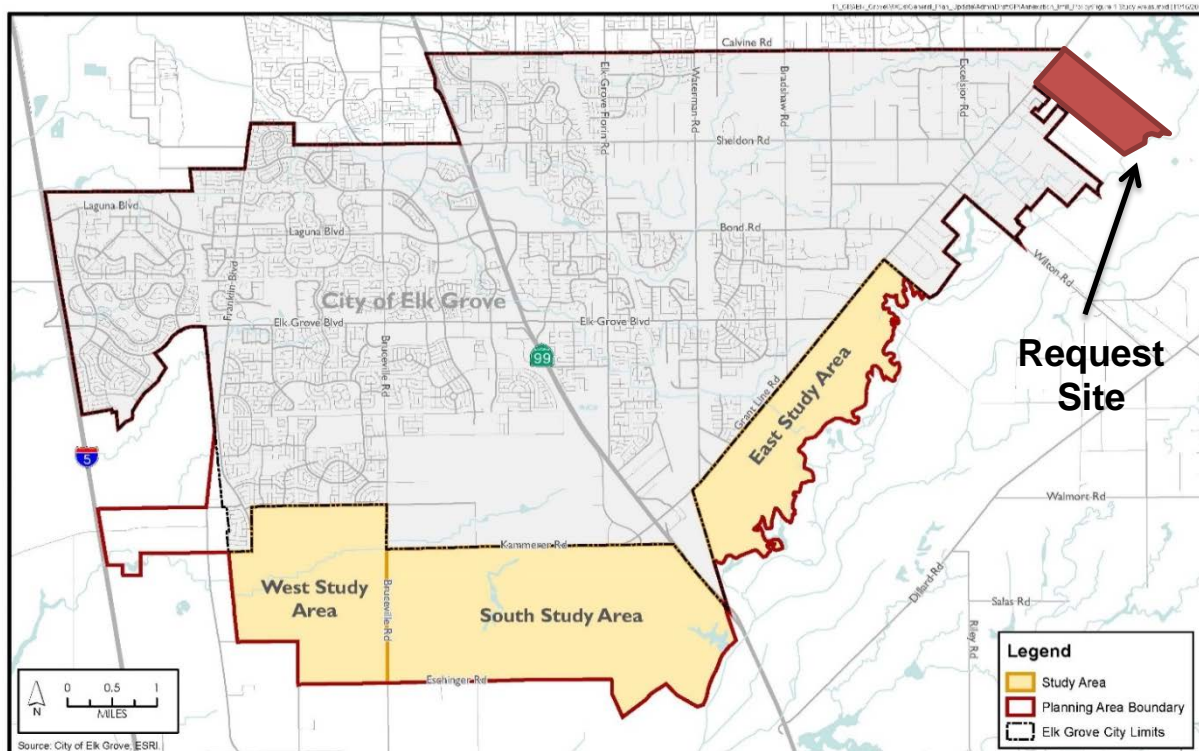 Calvine Rd
Elk Grove Florin Rd
Waterman Rd
Bradshaw Rd
Excelsior Rd
Sheldon Rd
Laguna Blvd
Laguna Blvd
Bond Rd
Wilton Rd
Franklin Blvd
City of Elk Grove
Elk Grove Blvd
Elk Grove Blvd
Bruceville Rd
99
Request
Site
Grant Line Rd
East Study Area
5
Walmort Rd
Kammerer Rd
West Study
Area
Bruceville Rd
South Study Area
Dillard Rd
Salas Rd
Riley Rd
Eschinger Rd
Legend
Study Area
Planning Area Boundary
Elk Grove City Limits
N
0 0.5 1
MILES
Source: City of Elk Grove, ESRI